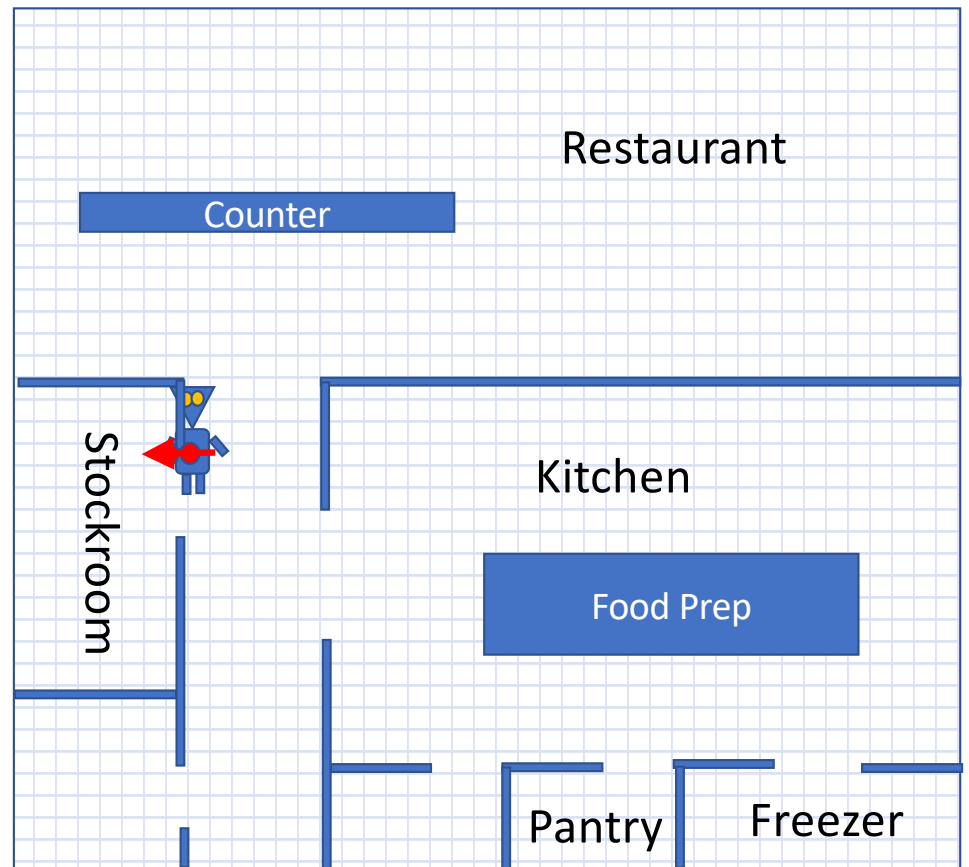 Restaurant
Counter
Stockroom
Kitchen
Food Prep
Pantry
Freezer